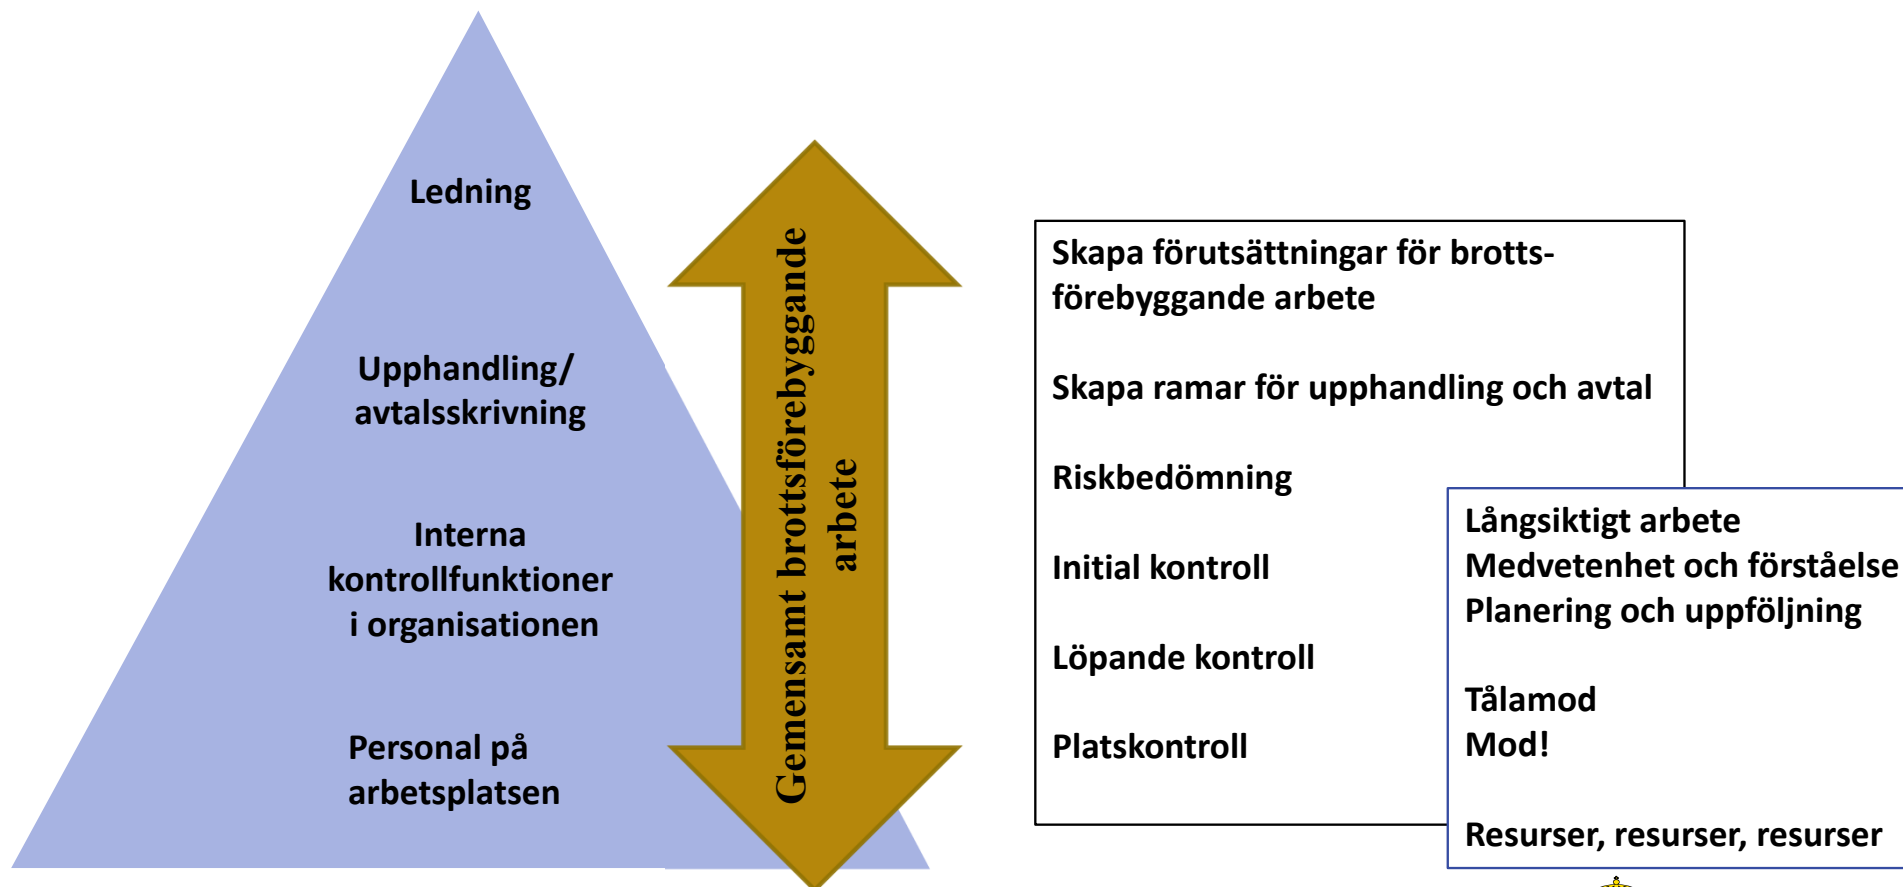 Ledning
Upphandling/
avtalsskrivning
Interna
kontrollfunktioner
i organisationen
Personal på
arbetsplatsen
Gemensamt brottsförebyggande
arbete
Skapa förutsättningar för brotts-
förebyggande arbete
Skapa ramar för upphandling och avtal
Riskbedömning
Initial kontroll
Löpande kontroll
Platskontroll
Långsiktigt arbete
Medvetenhet och förståelse
Planering och uppföljning
Tålamod
Mod!
Resurser, resurser, resurser